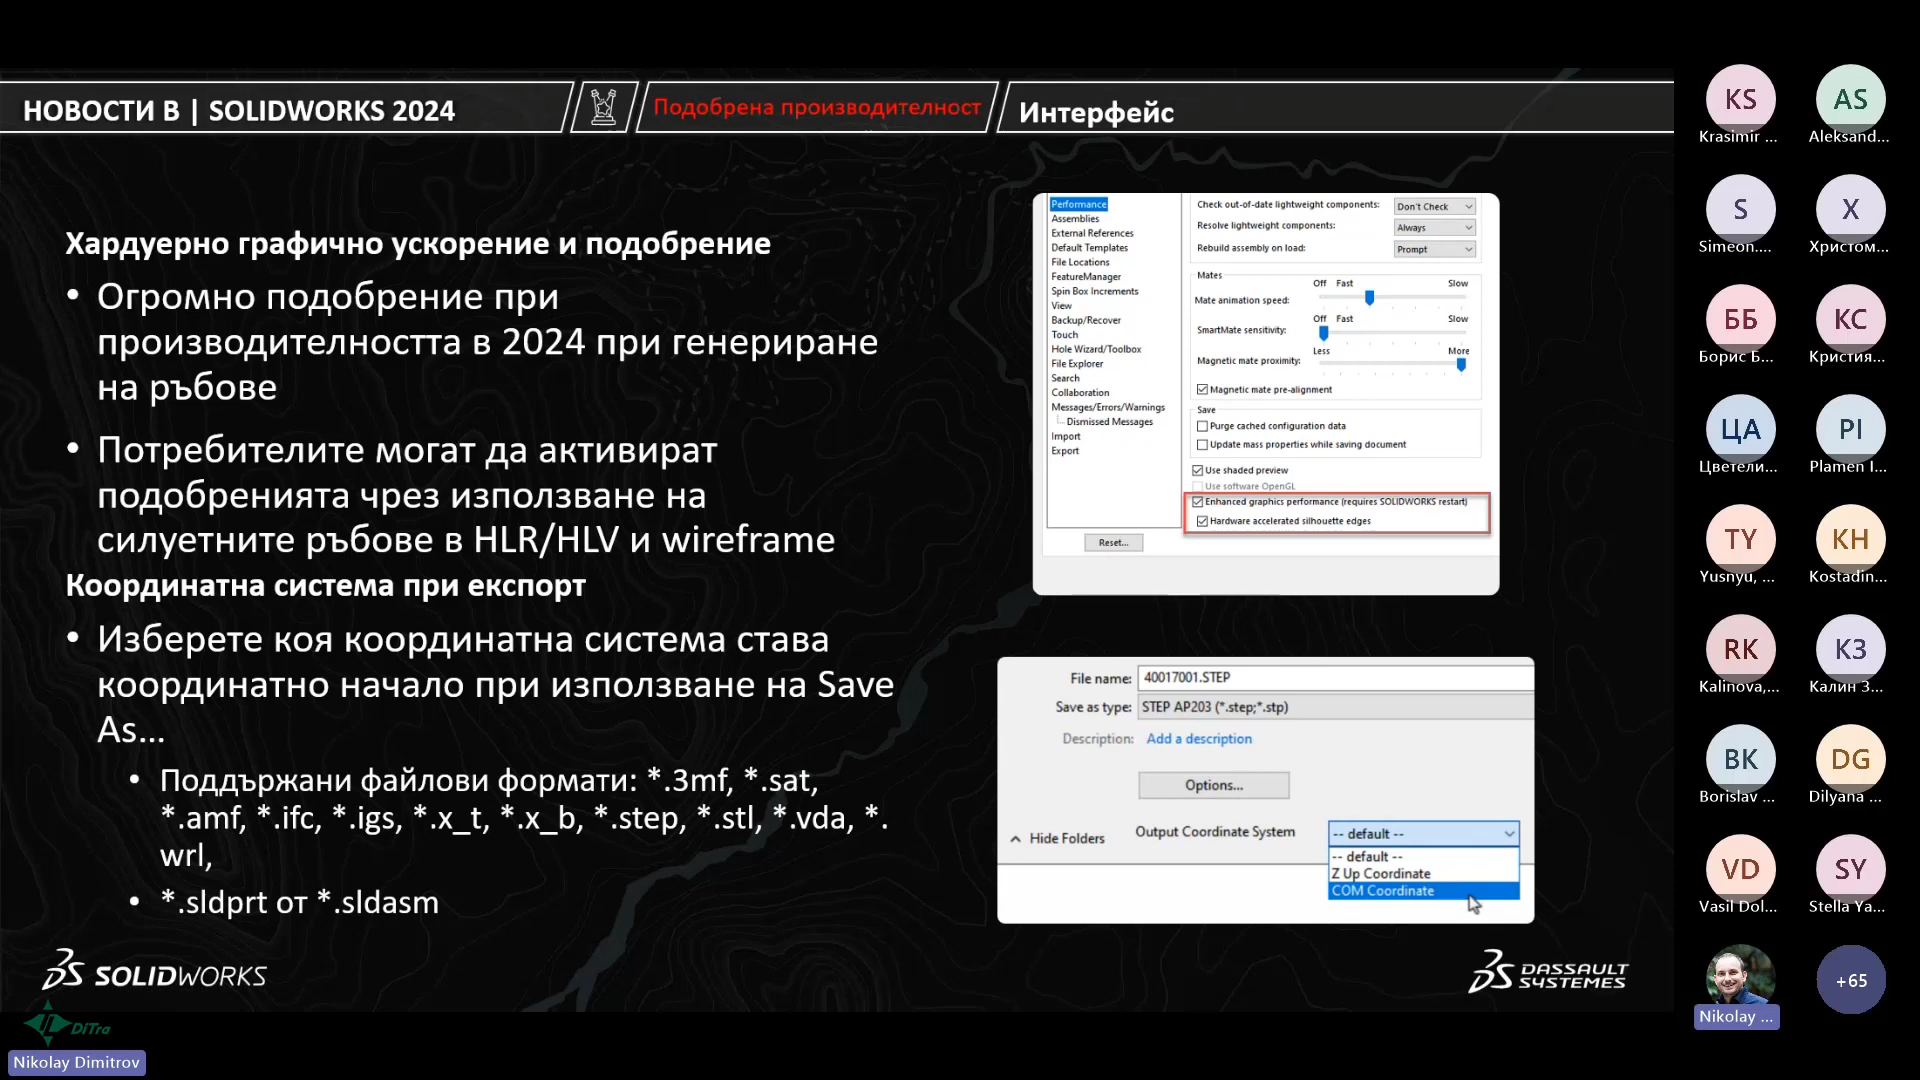 НОВОСТИ В | SOLIDWORKS 2024
Подобрена производителност
Интерфейс
Хардуерно графично ускорение и подобрение
• Огромно подобрение при
производителността в 2024 при генериране
на ръбове
• Потребителите могат да активират
подобренията чрез използване на
силуетните ръбове в HLR/HLV и wireframe
Координатна система при експорт
• Изберете коя координатна система става
координатно начало при използване на Save
As...
• Поддържани файлови формати: *.3mf, *.sat,
*.amf, *.ifc, *.igs, *.x_t, *.x_b, *.step, *.stl, *.vda, *.
wrl,
• *.sldprt от *.sldasm
Performance
Assemblies
External References
Default Templates
File Locations
FeatureManager
Spin Box Increments
View
Backup/Recover
Touch
Hole Wizard/Toolbox
File Explorer
Search
Collaboration
Messages/Errors/Warnings
Dismissed Messages
Import
Export
Reset...
Check out-of-date lightweight components: Don't Check
Resolve lightweight components: Always
Rebuild assembly on load: Prompt
Mates
Off Fast Slow
Mate animation speed:
Off Fast Slow
SmartMate sensitivity:
Less More
Magnetic mate proximity:
Magnetic mate pre-alignment
Save
Purge cached configuration data
Update mass properties while saving document
Use shaded preview
Use software OpenGL
Enhanced graphics performance (requires SOLIDWORKS restart)
Hardware accelerated silhouette edges
File name: 40017001.STEP
Save as type: STEP AP203 (*.step;*.stp)
Description: Add a description
Options...
Hide Folders
Output Coordinate System -- default --
-- default --
Z Up Coordinate
COM Coordinate
SOLIDWORKS
DASSAULT
SYSTEMES
DiTra
Nikolay Dimitrov
KS AS
Krasimir ... Aleksand...
S X
Simeon.... Христом...
ББ КС
Борис Б... Кристия...
ЦА PI
Цветели... Plamen I...
TY KH
Yusnyu, ... Kostadin...
RK КЗ
Kalinova,... Калин З...
BK DG
Borislav ... Dilyana ...
VD SY
Vasil Dol... Stella Ya...
+65
Nikolay ...